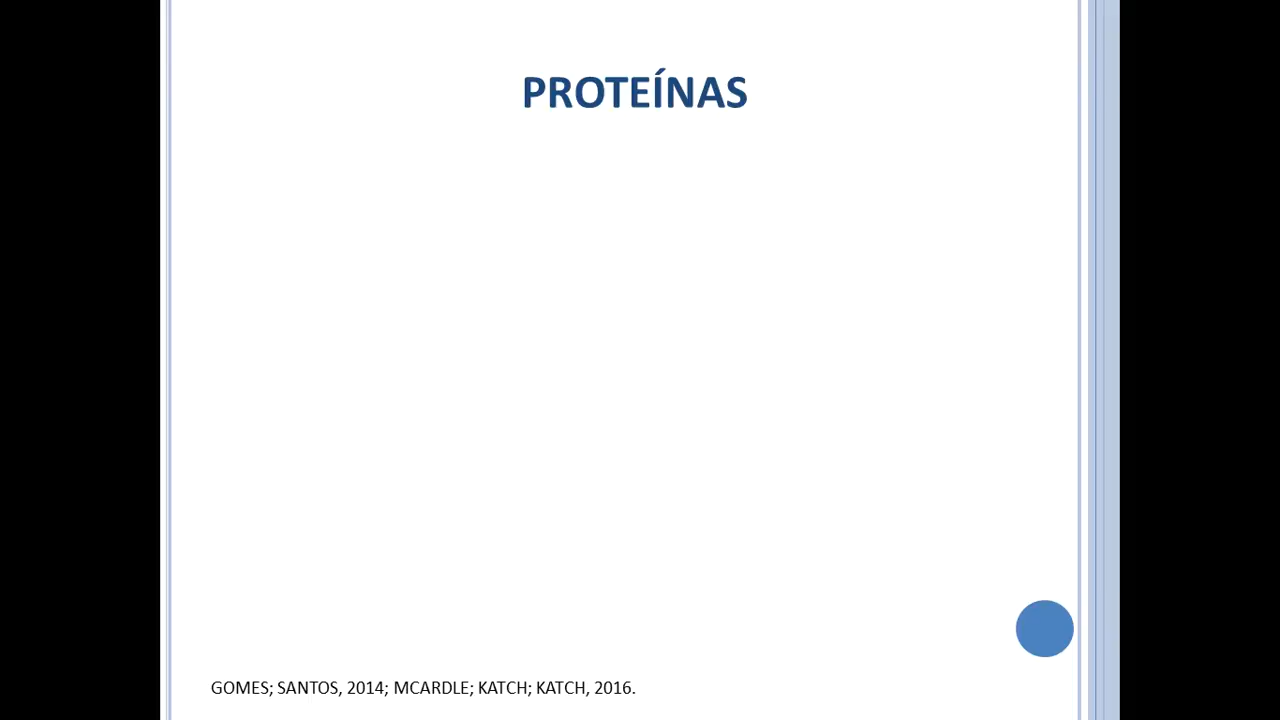 PROTEÍNAS
GOMES; SANTOS, 2014; MCARDLE; KATCH; KATCH, 2016.